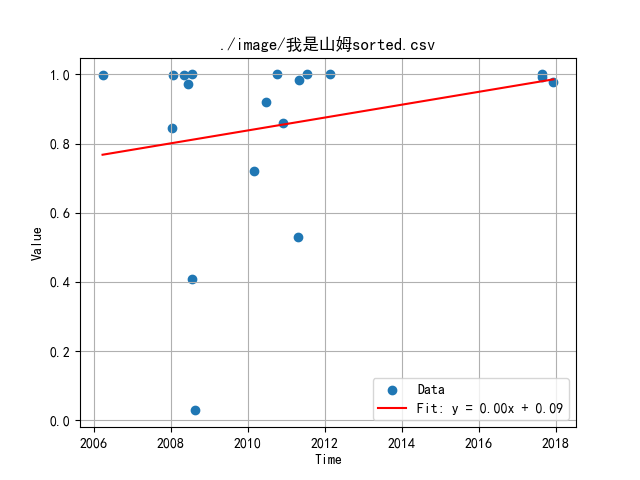 ./image/我是山姆sorted.csv
Value
1.0
0.8
0.6
0.4
0.2
0.0
Data
Fit: y = 0.00x + 0.09
2006 2008 2010 2012 2014 2016 2018
Time